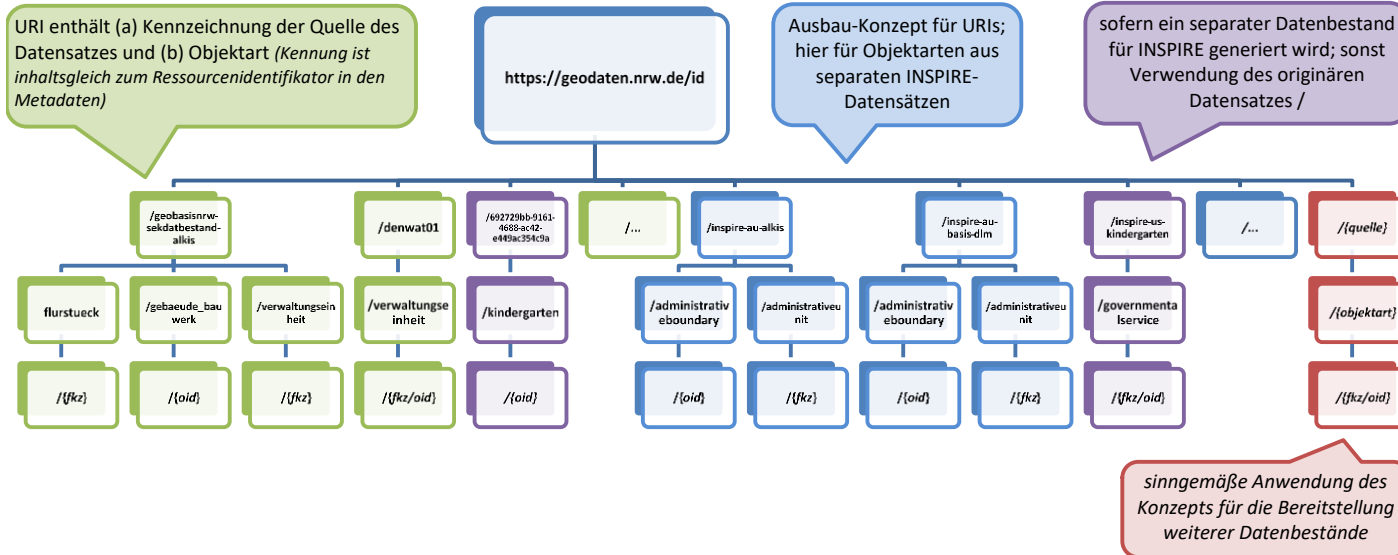 URI enthält (a) Kennzeichnung der Quelle des
Datensatzes und (b) Objektart (Kennung ist
inhaltsgleich zum Ressourcenidentifikator in den
Metadaten)
https://geodaten.nrw.de/id
Ausbau-Konzept für URIs;
hier für Objektarten aus
separaten INSPIRE-
Datensätzen
sofern ein separater Datenbestand
für INSPIRE generiert wird; sonst
Verwendung des originären
Datensatzes /
/geobasisnrw-
sekdatbestand-
alkis
/denwat01
/692729bb-9161-
4688-ac42-
e449ac354c9a
/...
/inspire-au-alkis
/inspire-au-
basis-dlm
/inspire-us-
kindergarten
/...
/{quelle}
flurstueck
/gebaeude_bau
werk
/verwaltungsein
heit
/verwaltungse
inheit
/kindergarten
/administrativ
eboundary
/administrativeu
nit
/administrativ
eboundary
/administrativeu
nit
/governmenta
lservice
/{objektart}
/{fkz}
/{oid}
/{fkz}
/{fkz/oid}
/{oid}
/{oid}
/{fkz}
/{oid}
/{fkz}
/{fkz/oid}
/{fkz/oid}
sinngemäße Anwendung des
Konzepts für die Bereitstellung
weiterer Datenbestände